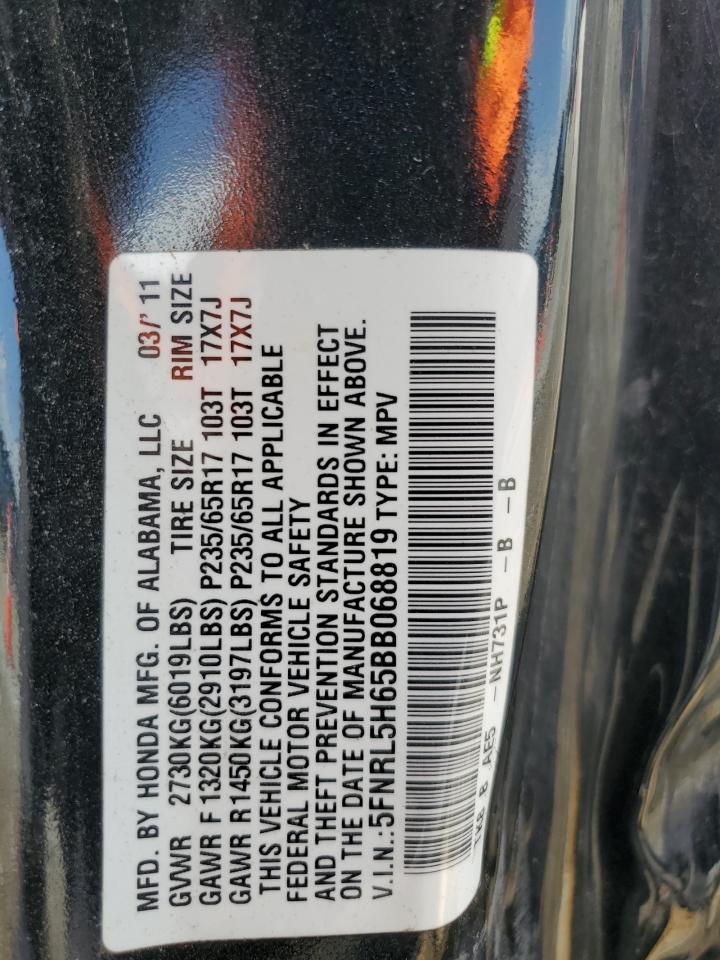 MFD. BY HONDA MFG. OF ALABAMA, LLC 03/' 11
GVWR 2730KG(6019LBS) TIRE SIZE RIM SIZE
GAWR F 1320KG(2910LBS) P235/65R17 103T 17X7J
GAWR R1450KG(3197LBS) P235/65R17 103T 17X7J
THIS VEHICLE CONFORMS TO ALL APPLICABLE
FEDERAL MOTOR VEHICLE SAFETY
AND THEFT PREVENTION STANDARDS IN EFFECT
ON THE DATE OF MANUFACTURE SHOWN ABOVE.
V.I.N.:5FNRL5H65BB068819 TYPE: MPV
B AE5 -NH731P -B -B